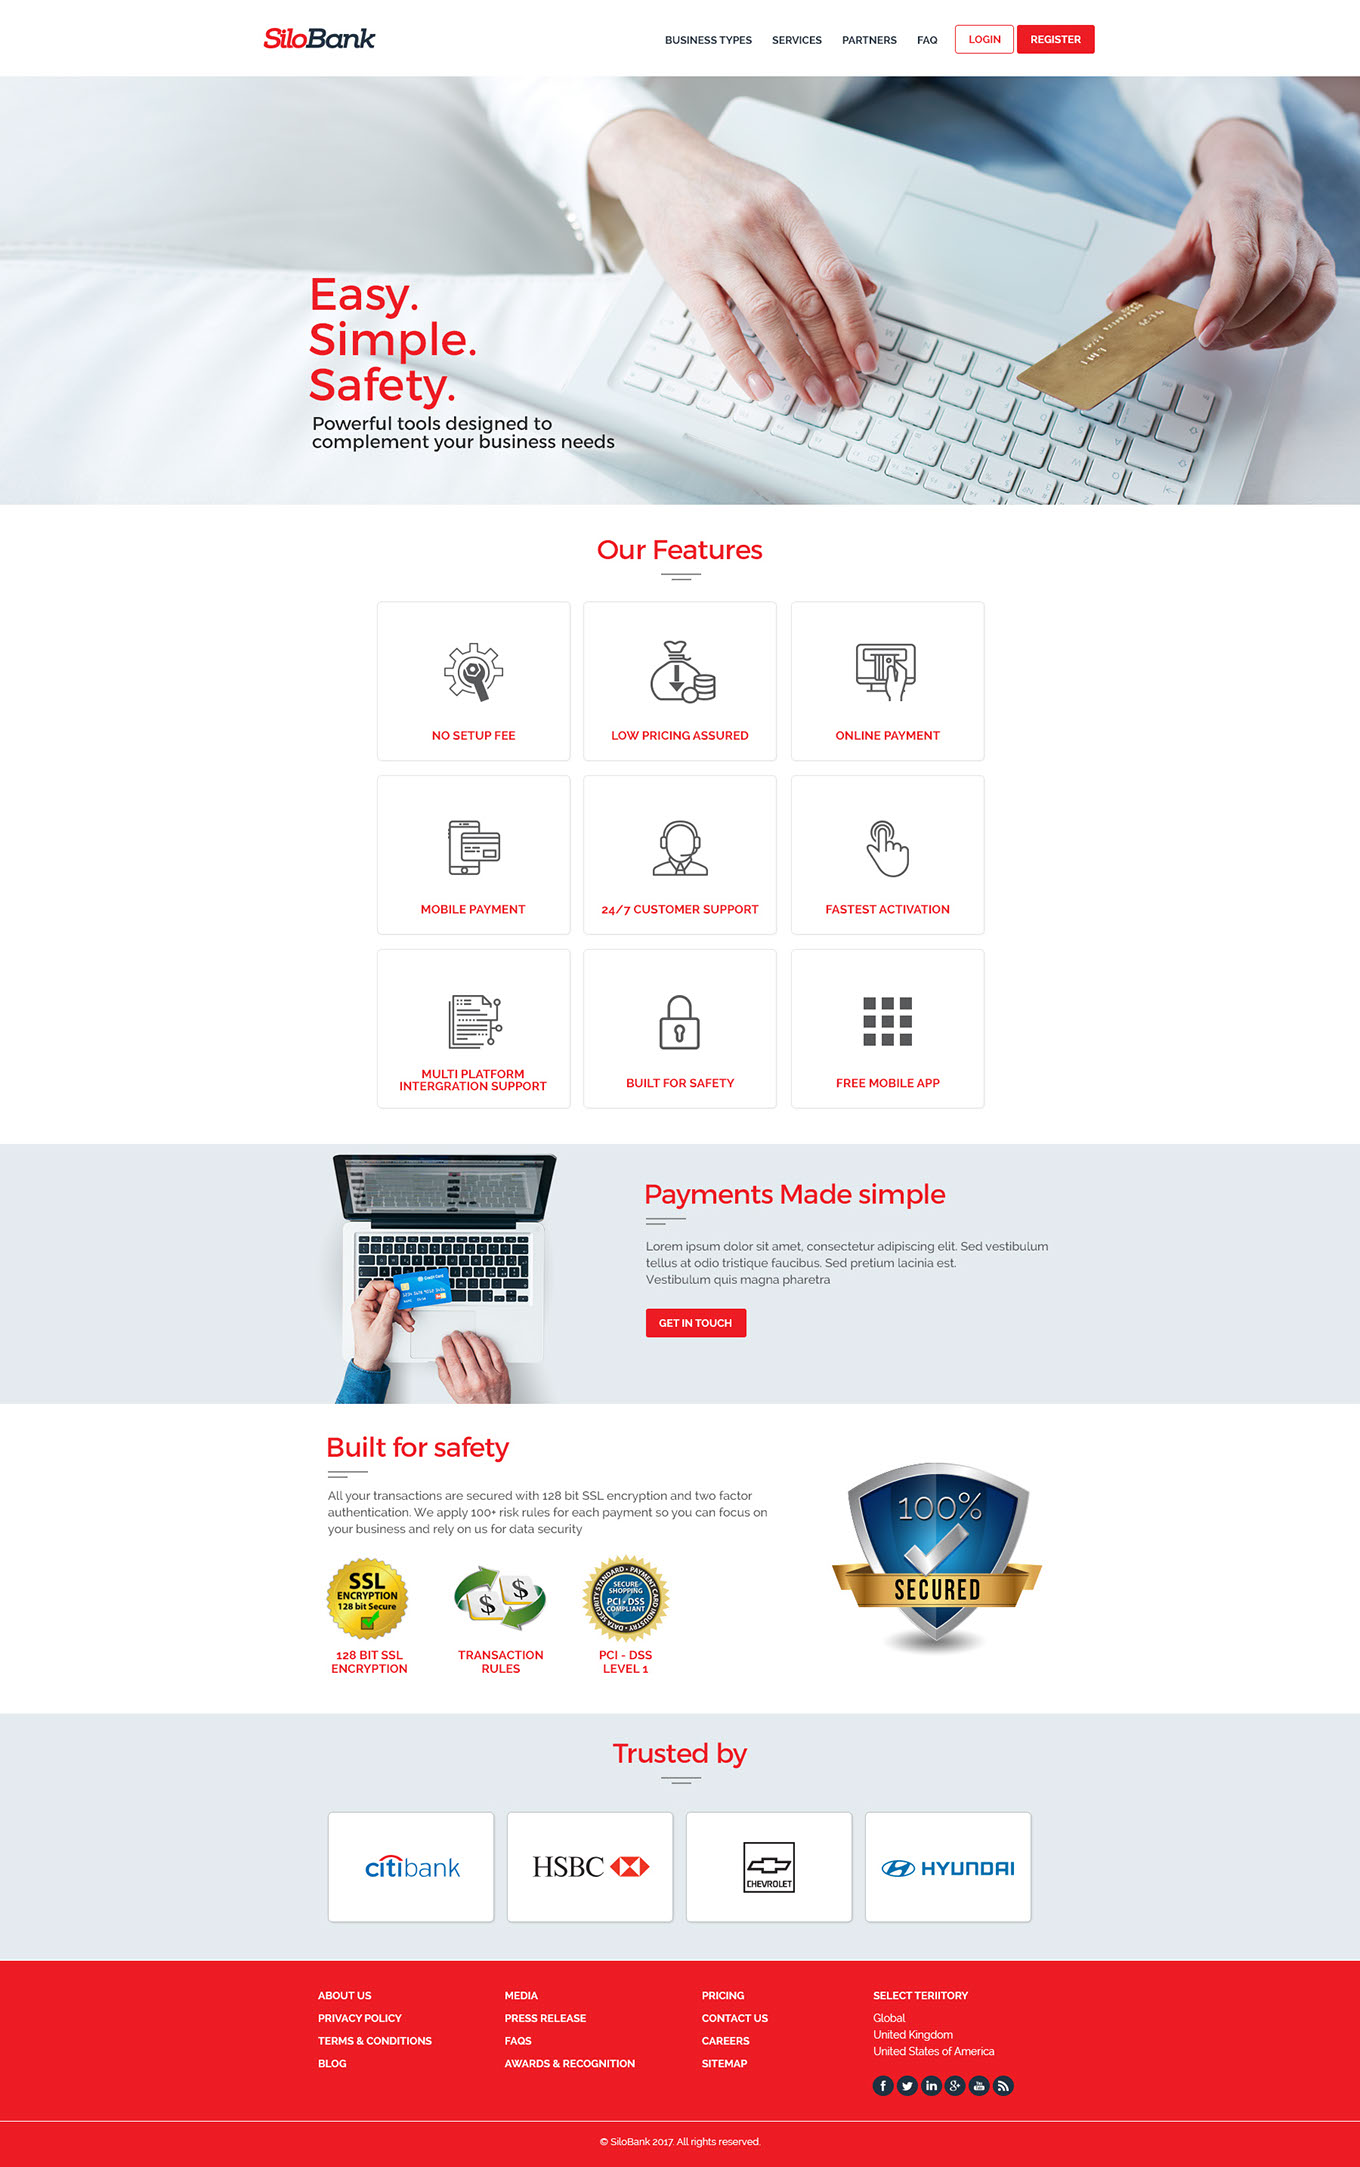 SiloBank
BUSINESS TYPES
SERVICES
PARTNERS
FAQ
LOGIN
REGISTER
Easy.
Simple.
Safety.
Powerful tools designed to
complement your business needs
Our Features
NO SETUP FEE
LOW PRICING ASSURED
ONLINE PAYMENT
MOBILE PAYMENT
24/7 CUSTOMER SUPPORT
FASTEST ACTIVATION
MULTI PLATFORM
INTERGRATION SUPPORT
BUILT FOR SAFETY
FREE MOBILE APP
Payments Made simple
Lorem ipsum dolor sit amet, consectetur adipiscing elit. Sed vestibulum
tellus at odio tristique faucibus. Sed pretium lacinia est.
Vestibulum quis magna pharetra
GET IN TOUCH
Credit Card
Built for safety
All your transactions are secured with 128 bit SSL encryption and two factor
authentication. We apply 100+ risk rules for each payment so you can focus on
your business and rely on us for data security
SSL
ENCRYPTION
128 bit Secure
128 BIT SSL
ENCRYPTION
$
$
TRANSACTION
RULES
PAYMENT CARD INDUSTRY
DATA SECURITY STANDARD
SECURE
SHOPPING
PCI-DSS
COMPLIANT
PCI - DSS
LEVEL 1
100%
SECURED
Trusted by
citibank
HSBC
CHEVROLET
HYUNDAI
ABOUT US
PRIVACY POLICY
TERMS & CONDITIONS
BLOG
MEDIA
PRESS RELEASE
FAQS
AWARDS & RECOGNITION
PRICING
CONTACT US
CAREERS
SITEMAP
SELECT TERIITORY
Global
United Kingdom
United States of America
© SiloBank 2017. All rights reserved.